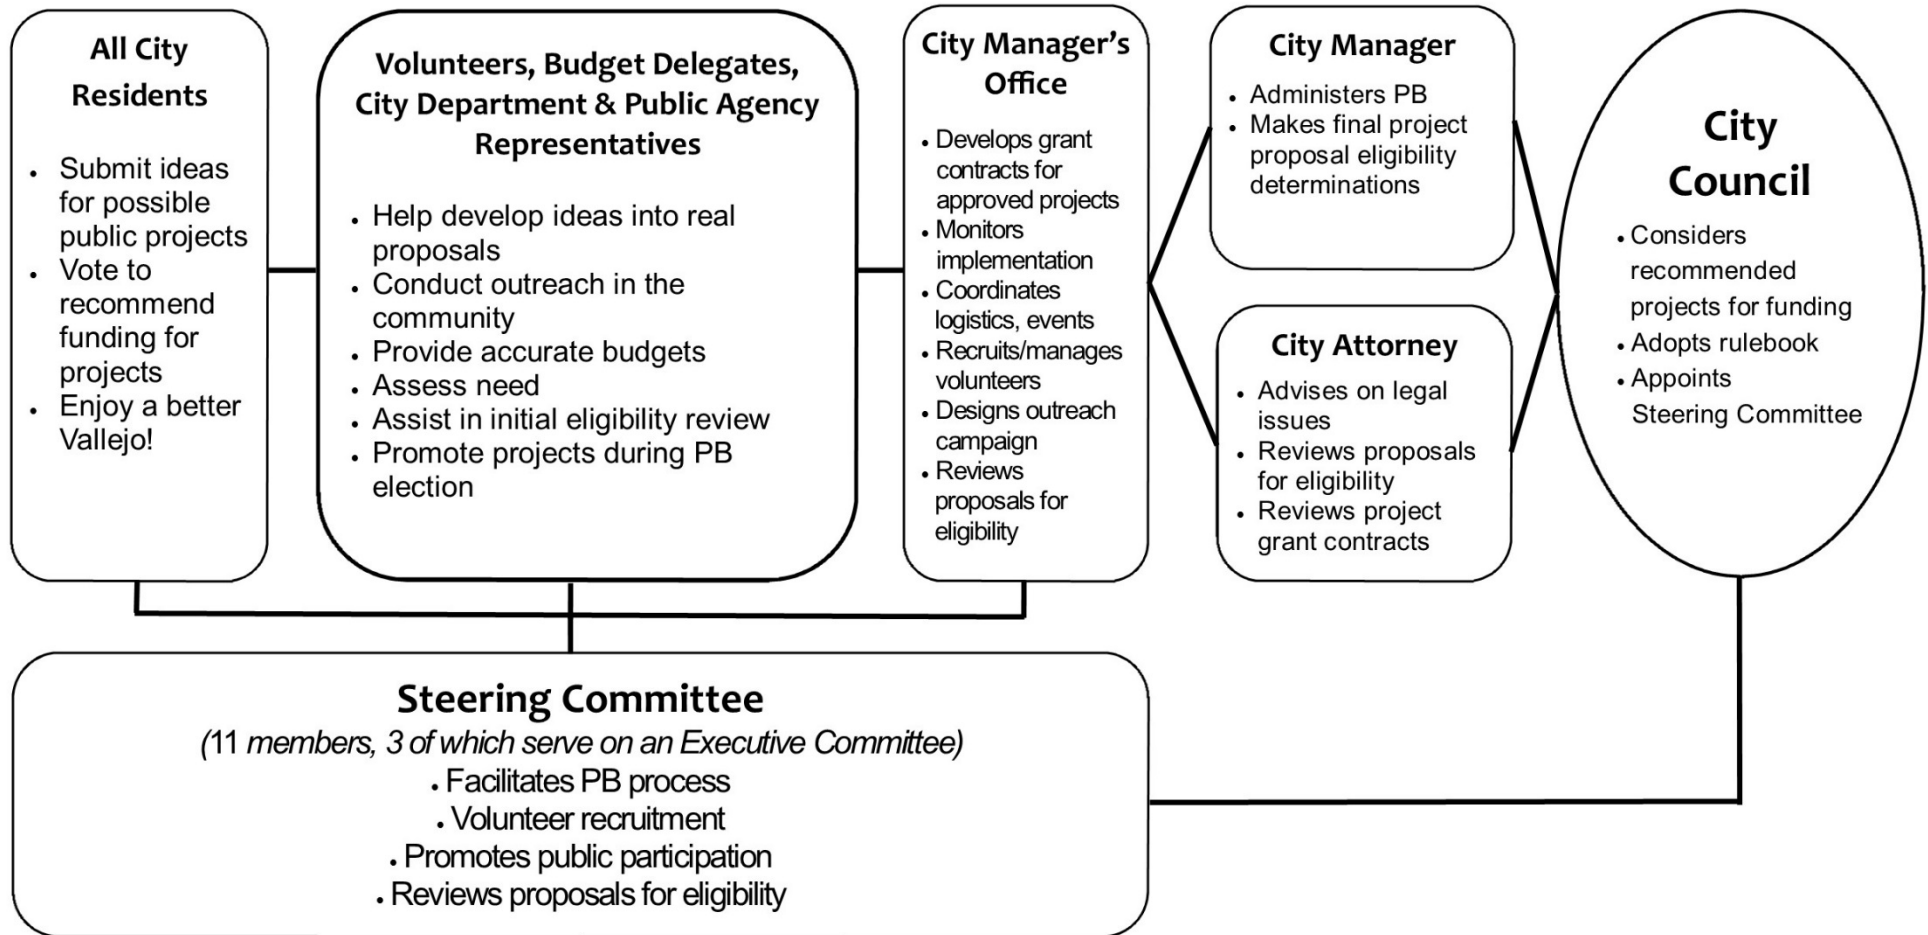 All City
Residents
• Submit ideas
for possible
public projects
• Vote to
recommend
funding for
projects
• Enjoy a better
Vallejo!
Volunteers, Budget Delegates,
City Department & Public Agency
Representatives
• Help develop ideas into real
proposals
• Conduct outreach in the
community
• Provide accurate budgets
• Assess need
• Assist in initial eligibility review
• Promote projects during PB
election
City Manager’s
Office
• Develops grant
contracts for
approved projects
• Monitors
implementation
• Coordinates
logistics, events
• Recruits/manages
volunteers
• Designs outreach
campaign
• Reviews
proposals for
eligibility
City Manager
• Administers PB
• Makes final project
proposal eligibility
determinations
City Attorney
• Advises on legal
issues
• Reviews proposals
for eligibility
• Reviews project
grant contracts
City
Council
• Considers
recommended
projects for funding
• Adopts rulebook
• Appoints
Steering Committee
Steering Committee
(11 members, 3 of which serve on an Executive Committee)
• Facilitates PB process
• Volunteer recruitment
• Promotes public participation
• Reviews proposals for eligibility